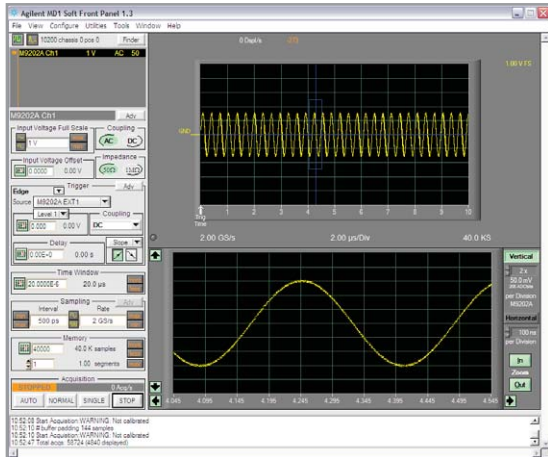 Agilent MD1 Soft Front Panel 1.3
File View Configure Utilities Tools Window Help
10200 chassis 0 pos 0 Finder
M9202A Ch1 1 V AC 50
M9202A Ch1 Adv
Input Voltage Full Scale Coupling
1 V AC DC
Input Voltage Offset Impedance
0.0000 0.00 V 50Ω 1MΩ
Trigger
Edge Adv
Source M9202A EXT1
Level 1 Coupling
0.000 0.00 V DC
Delay Slope
0.00E-0 0.00 s
Time Window
20.0000E-6 20.0 µs
Sampling Adv
Interval Rate
500 ps 2 GS/s
Memory
40000 40.0 K samples
1 1.00 segments
Acquisition
STOPPED 0 Acq/s
AUTO NORMAL SINGLE STOP
0 Dspl/s
1.00 V FS
GND
0 1 2 3 4 5 6 7 8 9 10
Trig
Time
2.00 GS/s 2.00 µs/Div 40.0 KS
Vertical
2 x
50.0 mV
per Division
M9202A
Horizontal
100 ns
per Division
In
Zoom
Out
4.045 4.095 4.145 4.195 4.245 4.295 4.345 4.395 4.445 4.495 4.545
10:52:08 Start Acquisition WARNING: Not calibrated
10:52:10 # buffer padding 144 samples
10:52:10 Start Acquisition WARNING: Not calibrated
10:52:47 Total acqs: 58724 (4840 displayed)